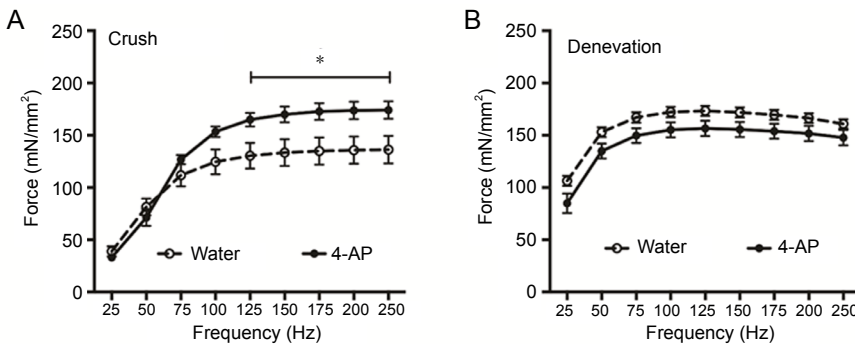 A
Crush
*
250
200
150
100
50
0
Force (mN/mm²)
25 50 75 100 125 150 175 200 250
Frequency (Hz)
Water 4-AP
B
Denevation
250
200
150
100
50
0
Force (mN/mm²)
25 50 75 100 125 150 175 200 250
Frequency (Hz)
Water 4-AP